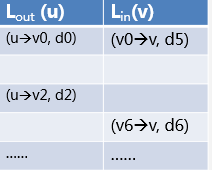 Lout (u) Lin(v)
(u→v0, d0) (v0→v, d5)
(u→v2, d2)
(v6→v, d6)
...... ......